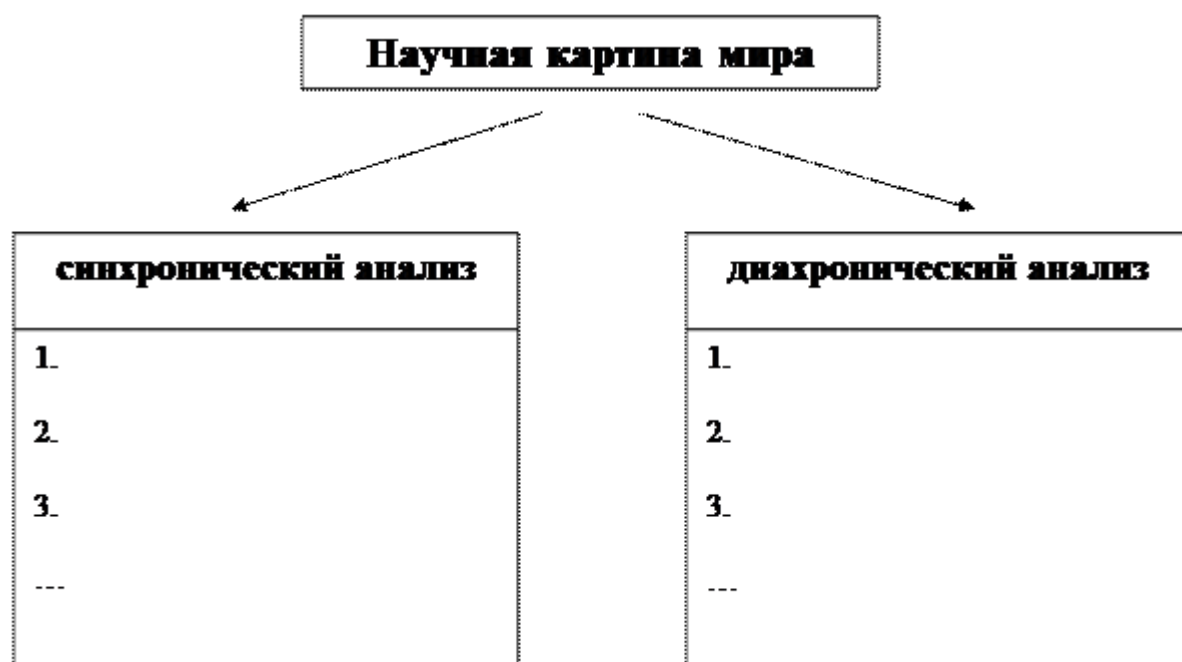 Научная картина мира
синхронический анализ
1.
2.
3.
---
диахронический анализ
1.
2.
3.
---